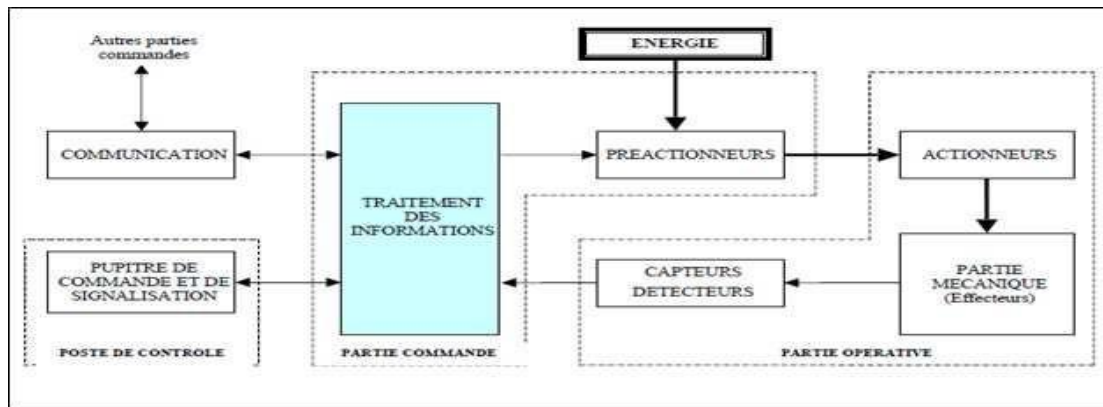 Autres parties
commandes
ENERGIE
COMMUNICATION
PREACTIONNEURS
ACTIONNEURS
TRAITEMENT
DES
INFORMATIONS
PUPITRE DE
COMMANDE ET DE
SIGNALISATION
CAPTEURS
DETECTEURS
PARTIE
MECANIQUE
(Effecteurs)
POSTE DE CONTROLE
PARTIE COMMANDE
PARTIE OPERATIVE